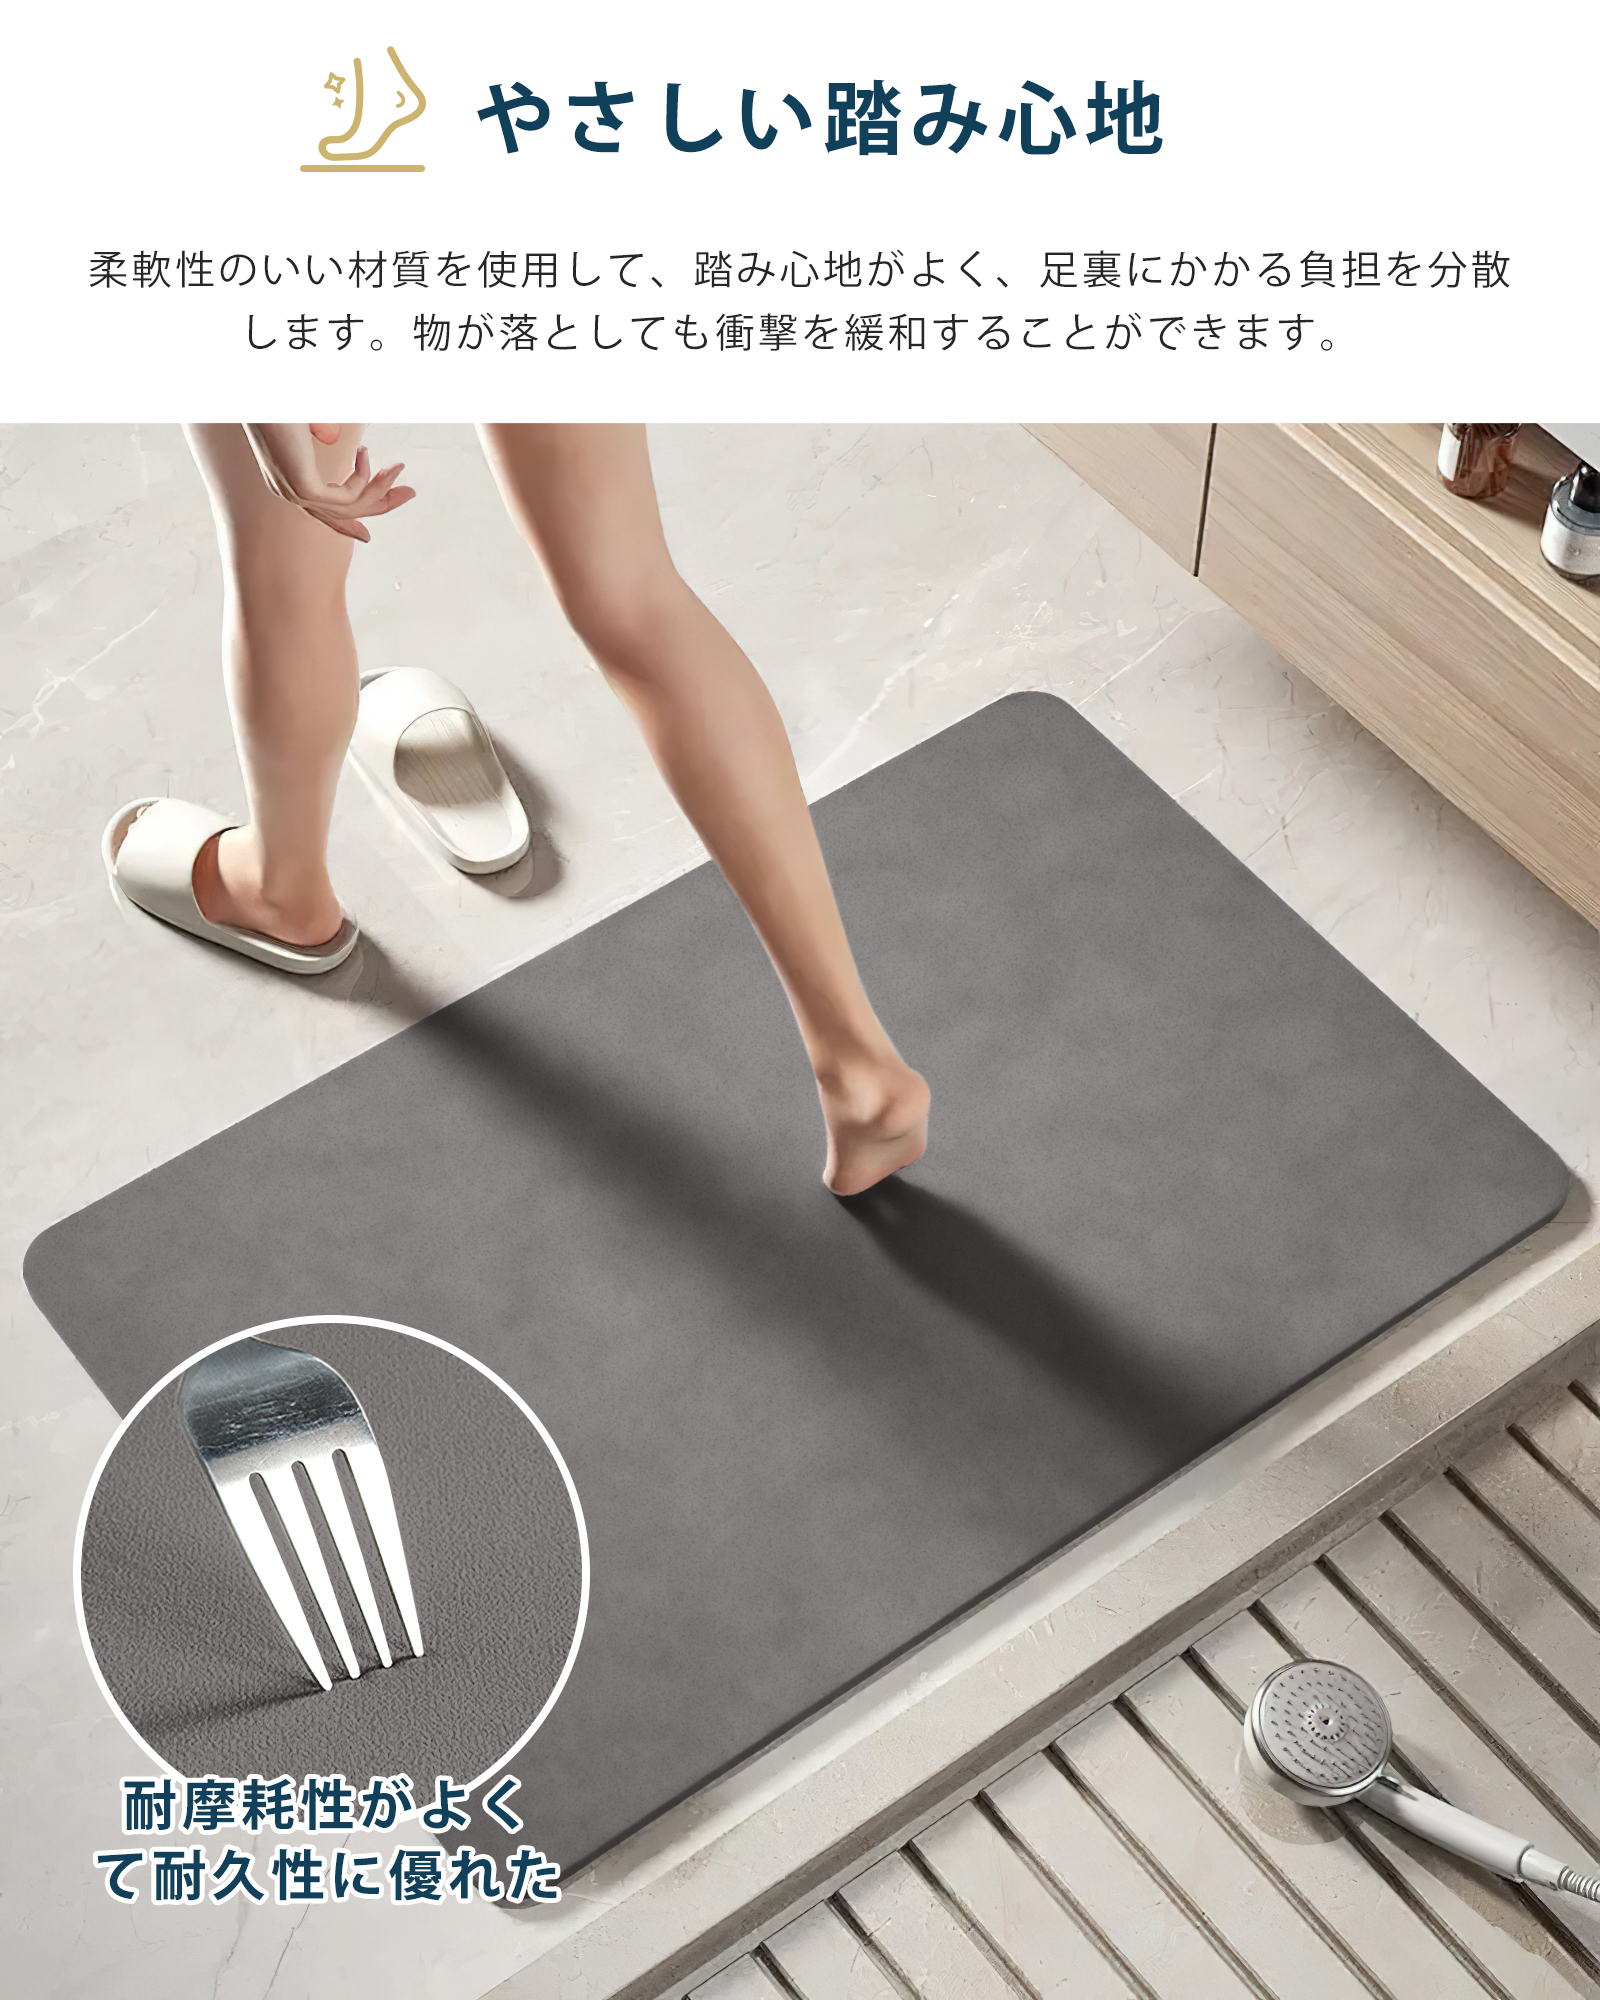 やさしい踏み心地
柔軟性のいい材質を使用して、踏み心地がよく、足裏にかかる負担を分散
します。物が落としても衝撃を緩和することができます。
耐摩耗性がよく
て耐久性に優れた